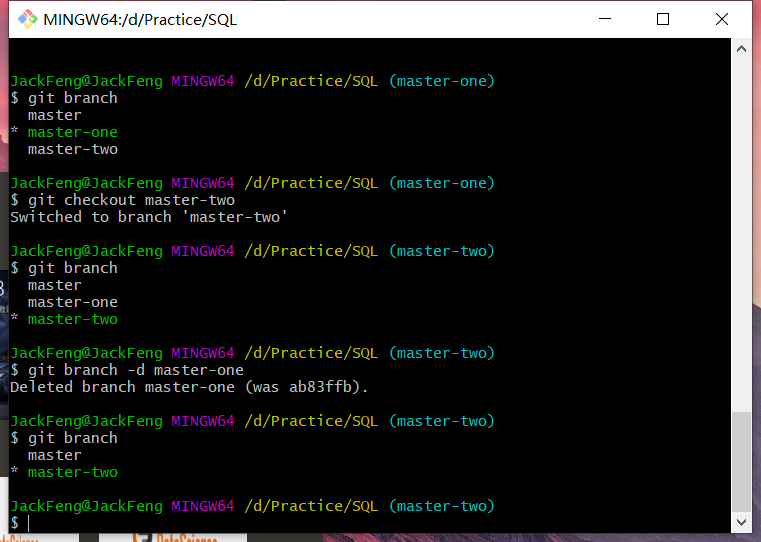 MINGW64:/d/Practice/SQL
JackFeng@JackFeng MINGW64 /d/Practice/SQL (master-one)
$ git branch
  master
* master-one
  master-two
JackFeng@JackFeng MINGW64 /d/Practice/SQL (master-one)
$ git checkout master-two
Switched to branch 'master-two'
JackFeng@JackFeng MINGW64 /d/Practice/SQL (master-two)
$ git branch
  master
  master-one
* master-two
JackFeng@JackFeng MINGW64 /d/Practice/SQL (master-two)
$ git branch -d master-one
Deleted branch master-one (was ab83ffb).
JackFeng@JackFeng MINGW64 /d/Practice/SQL (master-two)
$ git branch
  master
* master-two
JackFeng@JackFeng MINGW64 /d/Practice/SQL (master-two)
$